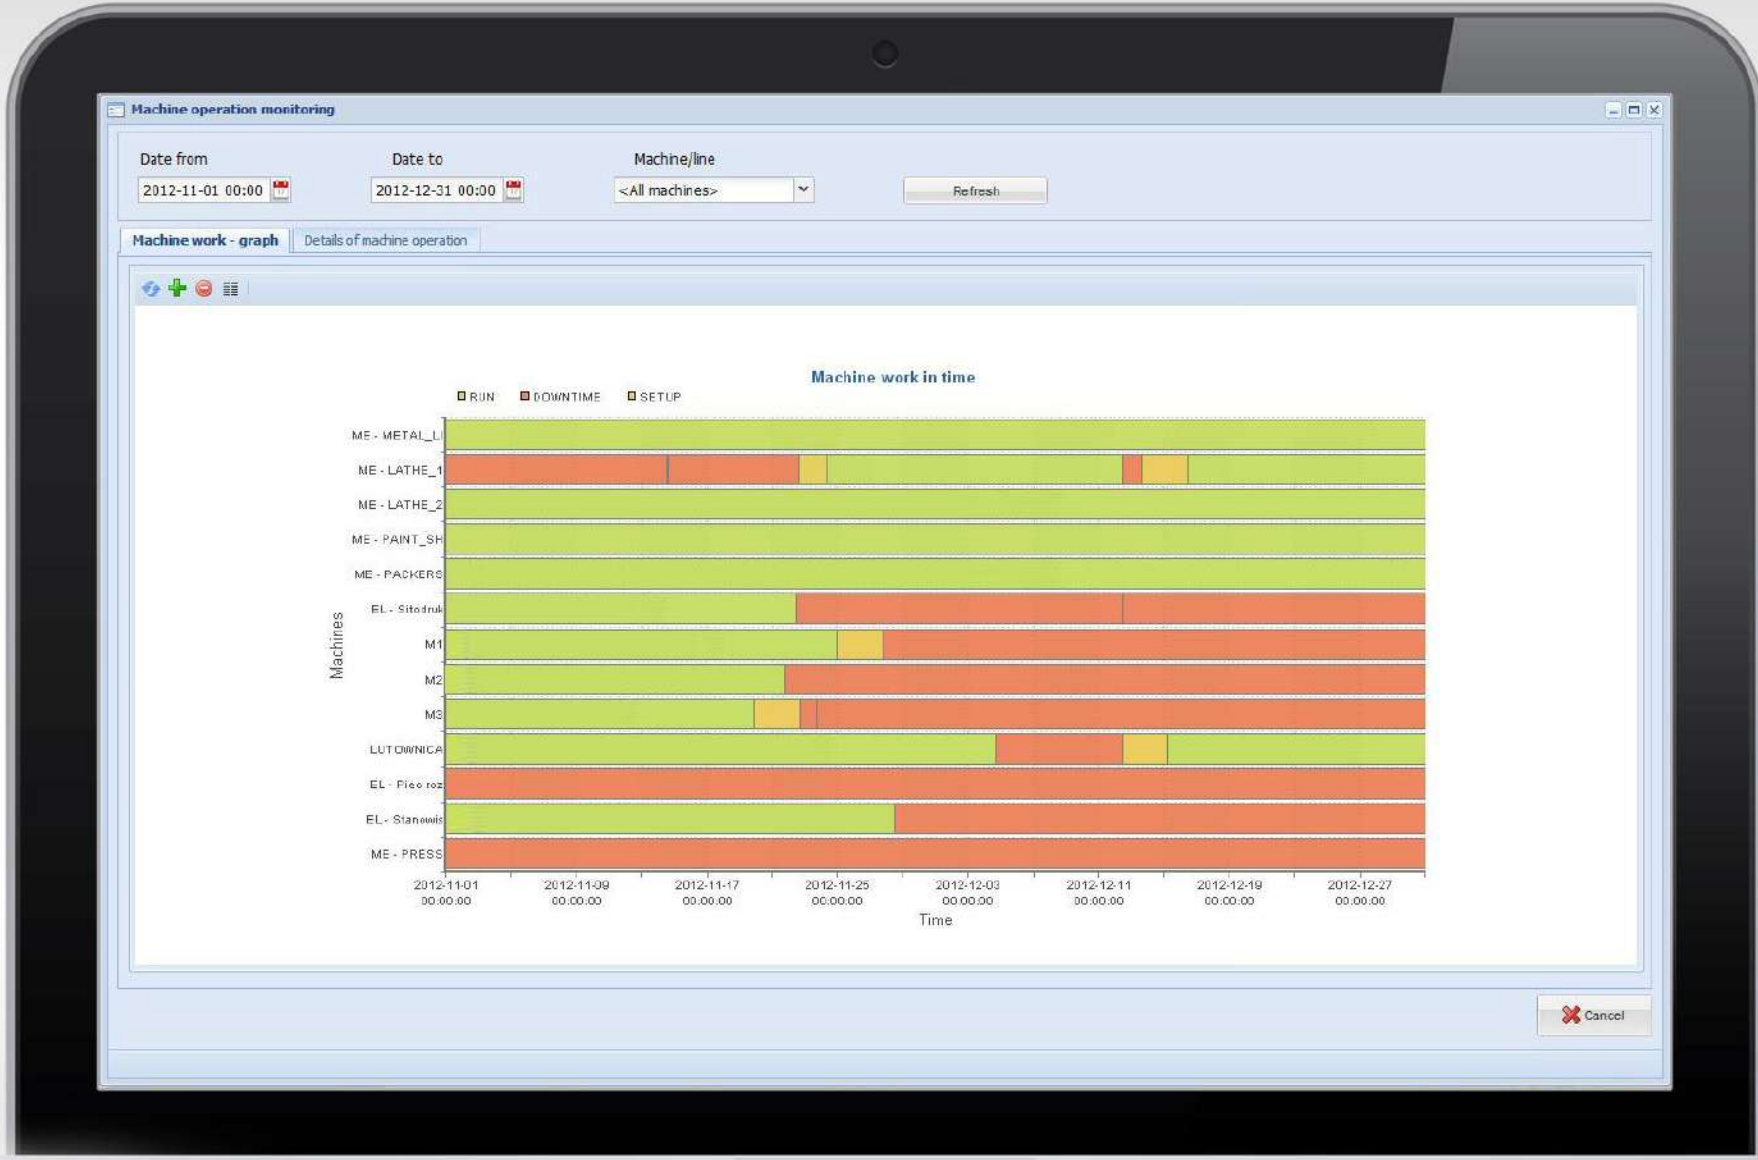 Machine operation monitoring
Date from Date to Machine/line
2012-11-01 00:00 2012-12-31 00:00 <All machines> Refresh
Machine work - graph Details of machine operation
Machine work in time
RUN DOWNTIME SETUP
ME - METAL_LI
ME - LATHE_1
ME - LATHE_2
ME - PAINT_SH
ME - PACKERS
EL - Sitodruk
M1
Machines
M2
M3
LUTOWNICA
EL - Piec roz
EL - Stanowis
ME - PRESS
2012-11-01 2012-11-09 2012-11-17 2012-11-25 2012-12-03 2012-12-11 2012-12-19 2012-12-27
00:00:00 00:00:00 00:00:00 00:00:00 00:00:00 00:00:00 00:00:00 00:00:00
Time
Cancel